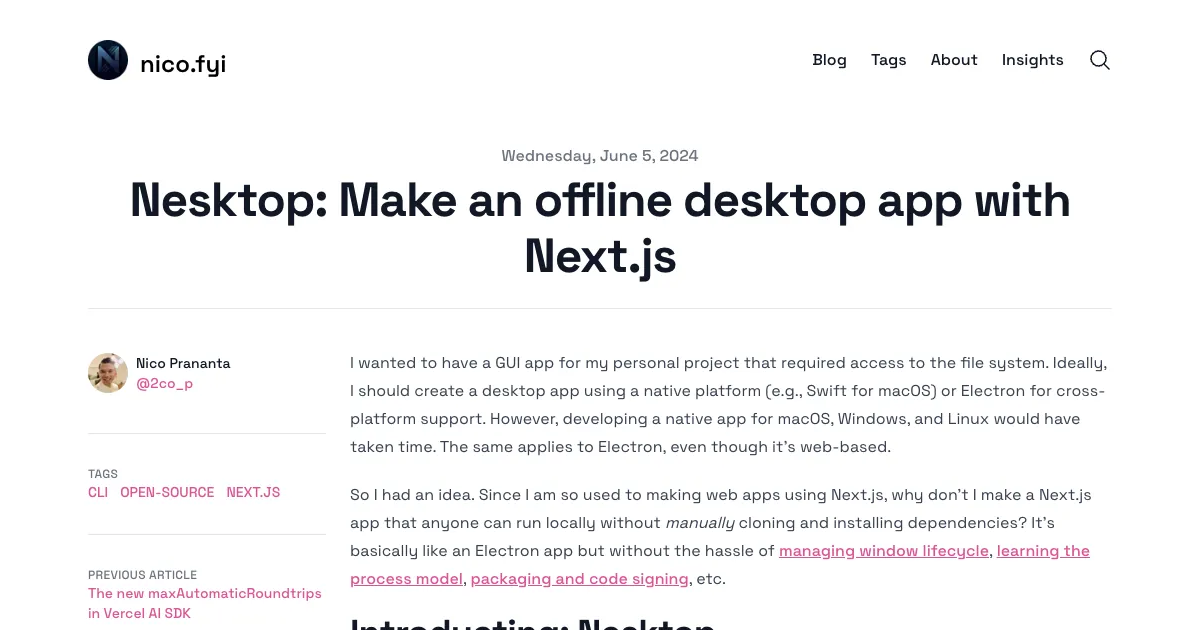 nico.fyi
Blog Tags About Insights
Wednesday, June 5, 2024
Nesktop: Make an offline desktop app with
Next.js
Nico Prananta
@2co_p
TAGS
CLI OPEN-SOURCE NEXT.JS
PREVIOUS ARTICLE
The new maxAutomaticRoundtrips
in Vercel AI SDK
I wanted to have a GUI app for my personal project that required access to the file system. Ideally,
I should create a desktop app using a native platform (e.g., Swift for macOS) or Electron for cross-
platform support. However, developing a native app for macOS, Windows, and Linux would have
taken time. The same applies to Electron, even though it's web-based.
So I had an idea. Since I am so used to making web apps using Next.js, why don't I make a Next.js
app that anyone can run locally without manually cloning and installing dependencies? It's
basically like an Electron app but without the hassle of managing window lifecycle, learning the
process model, packaging and code signing, etc.
Introducting: Nesktop